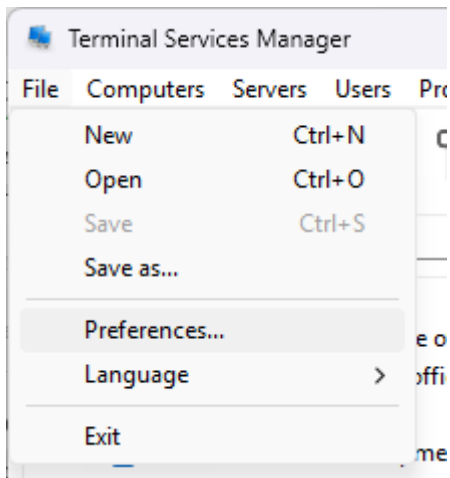 Terminal Services Manager
File Computers Servers Users
New Ctrl+N
Open Ctrl+O
Save Ctrl+S
Save as...
Preferences...
Language
Exit